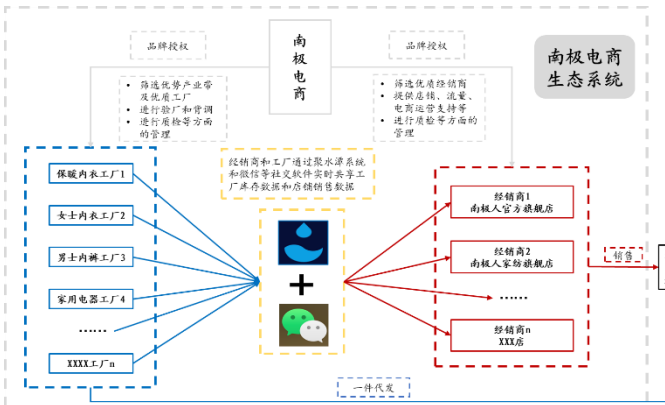 南极电商
品牌授权
品牌授权
南极电商
生态系统
• 筛选优势产业带
及优质工厂
• 进行验厂和背调
• 进行质检等方面
的管理
• 筛选优质经销商
• 提供店铺、流量、
电商运营支持等
• 进行质检等方面的
管理
经销商和工厂通过聚水潭系统
和微信等社交软件实时共享工
厂库存数据和店铺销售数据
保暖内衣工厂1
女士内衣工厂2
男士内裤工厂3
家用电器工厂4
……
XXXX工厂n
+
经销商1
南极人官方旗舰店
经销商2
南极人家纺旗舰店
……
经销商n
XXX店
销售
一件代发